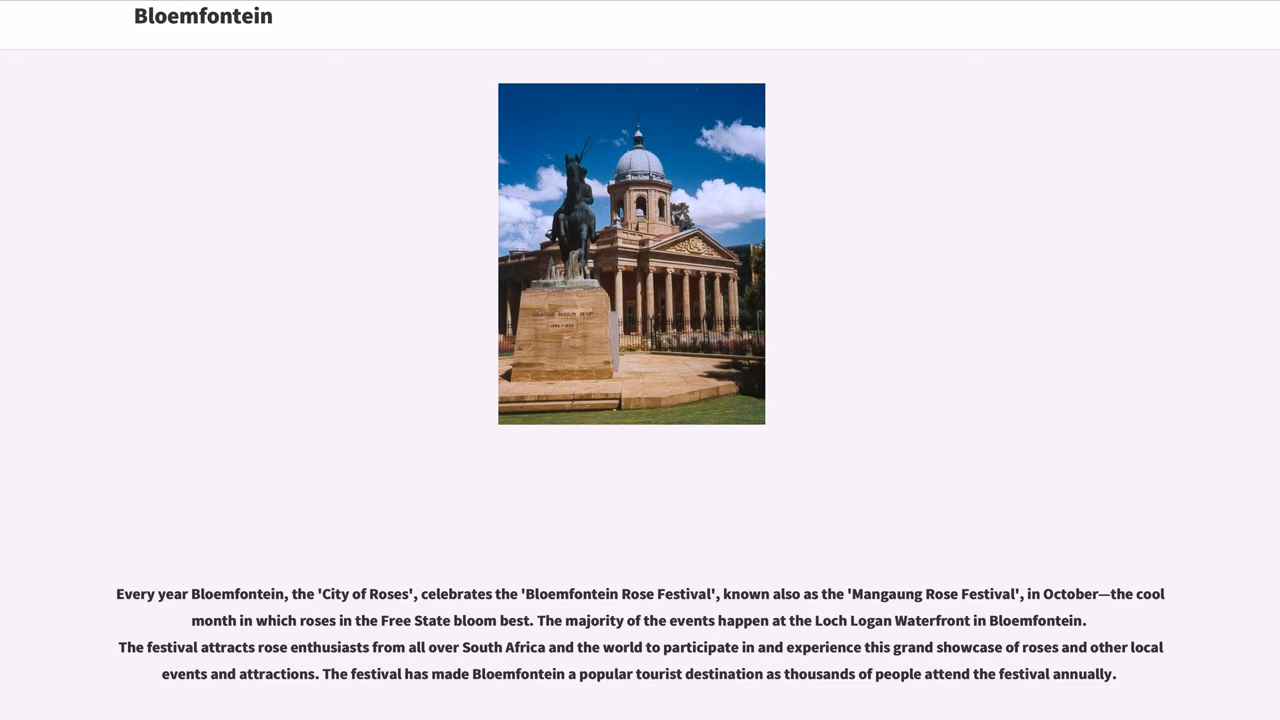 Bloemfontein
Every year Bloemfontein, the 'City of Roses', celebrates the 'Bloemfontein Rose Festival', known also as the 'Mangaung Rose Festival', in October—the cool
month in which roses in the Free State bloom best. The majority of the events happen at the Loch Logan Waterfront in Bloemfontein.
The festival attracts rose enthusiasts from all over South Africa and the world to participate in and experience this grand showcase of roses and other local
events and attractions. The festival has made Bloemfontein a popular tourist destination as thousands of people attend the festival annually.